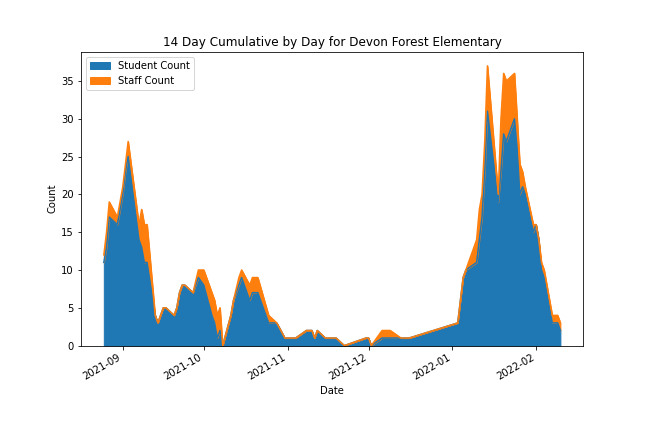 14 Day Cumulative by Day for Devon Forest Elementary
Student Count
Staff Count
35
30
25
20
15
10
5
0
Count
2021-09
2021-10
2021-11
2021-12
2022-01
2022-02
Date